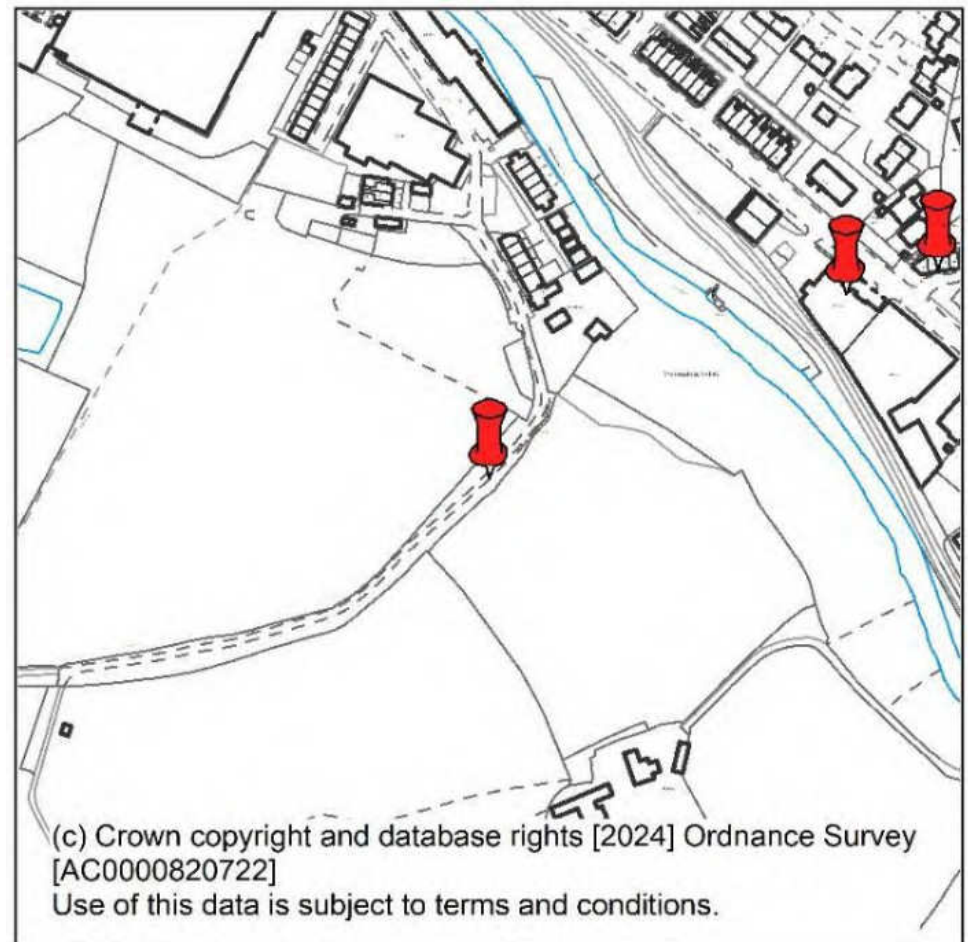 (c) Crown copyright and database rights [2024] Ordnance Survey
[AC0000820722]
Use of this data is subject to terms and conditions.